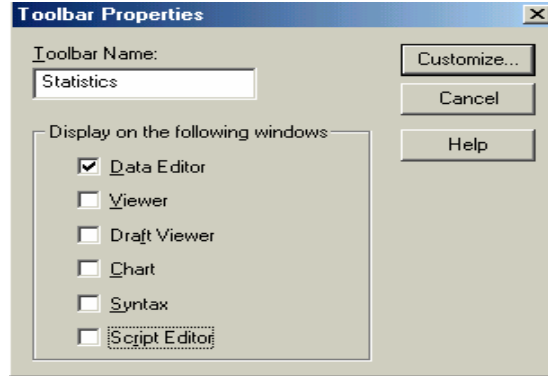 Toolbar Properties
Toolbar Name:
Statistics
Customize...
Cancel
Help
Display on the following windows
Data Editor
Viewer
Draft Viewer
Chart
Syntax
Script Editor